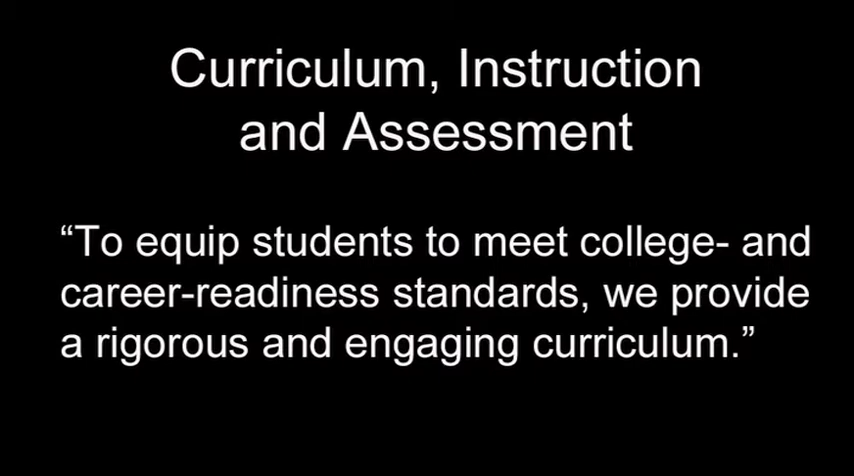 Curriculum, Instruction
and Assessment
“To equip students to meet college- and
career-readiness standards, we provide
a rigorous and engaging curriculum.”